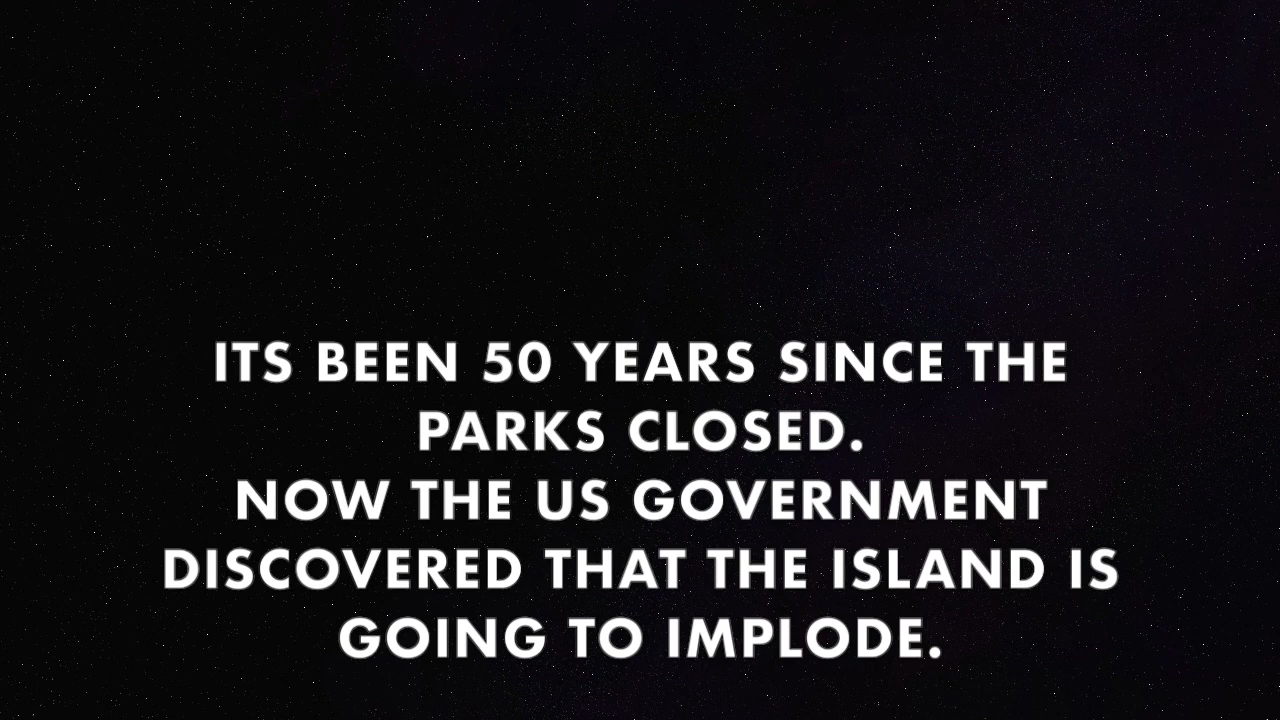 ITS BEEN 50 YEARS SINCE THE
PARKS CLOSED.
NOW THE US GOVERNMENT
DISCOVERED THAT THE ISLAND IS
GOING TO IMPLODE.